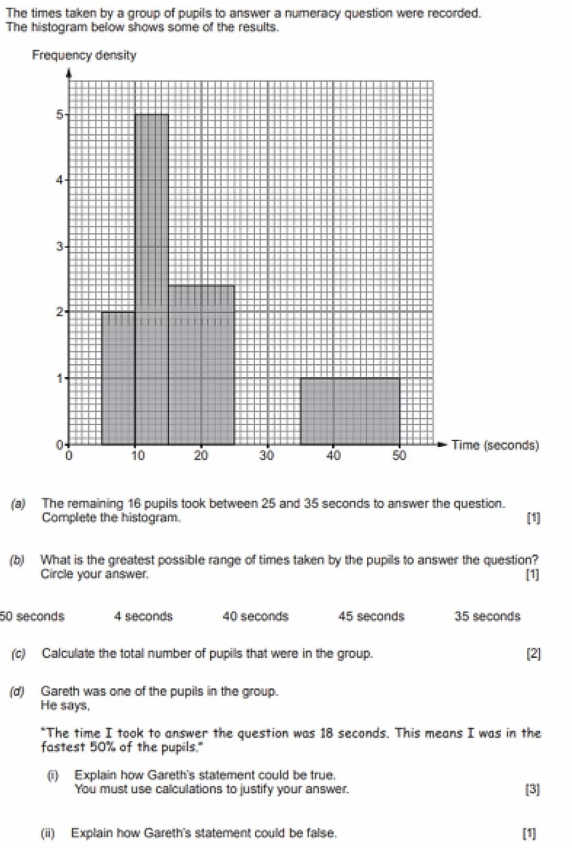 The times taken by a group of pupils to answer a numeracy question were recorded.
The histogram below shows some of the results.
Frequency density
5
4
3
2
1
0
0 10 20 30 40 50
Time (seconds)
(a) The remaining 16 pupils took between 25 and 35 seconds to answer the question.
Complete the histogram. [1]
(b) What is the greatest possible range of times taken by the pupils to answer the question?
Circle your answer. [1]
50 seconds 4 seconds 40 seconds 45 seconds 35 seconds
(c) Calculate the total number of pupils that were in the group. [2]
(d) Gareth was one of the pupils in the group.
He says,
"The time I took to answer the question was 18 seconds. This means I was in the
fastest 50% of the pupils."
(i) Explain how Gareth's statement could be true.
You must use calculations to justify your answer. [3]
(ii) Explain how Gareth's statement could be false. [1]